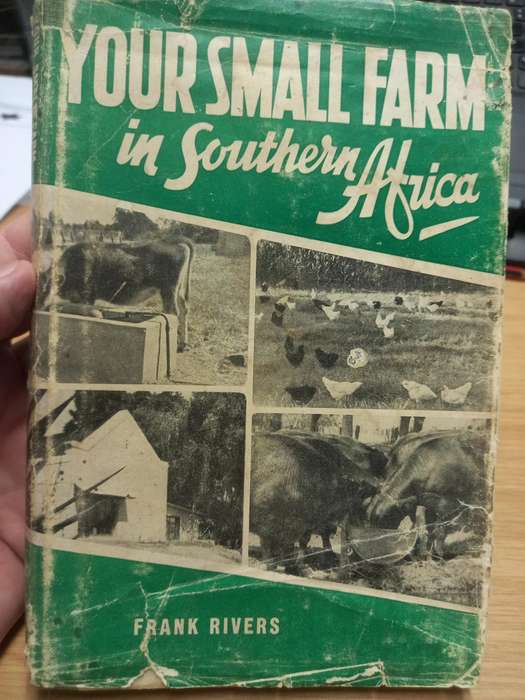 YOUR SMALL FARM
in Southern Africa
FRANK RIVERS